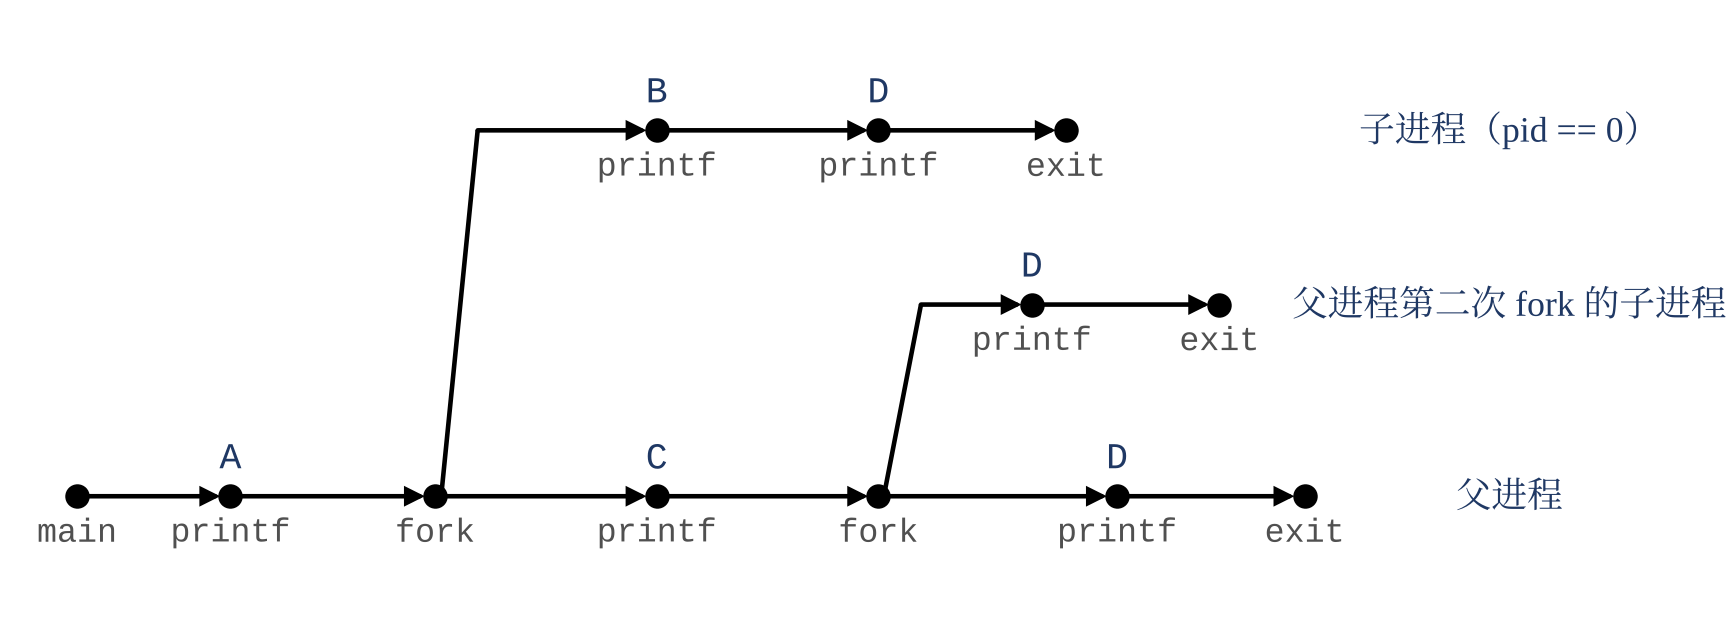 B D
printf printf exit 子进程（pid == 0）
D
printf exit 父进程第二次 fork 的子进程
A C D
main printf fork printf fork printf exit 父进程